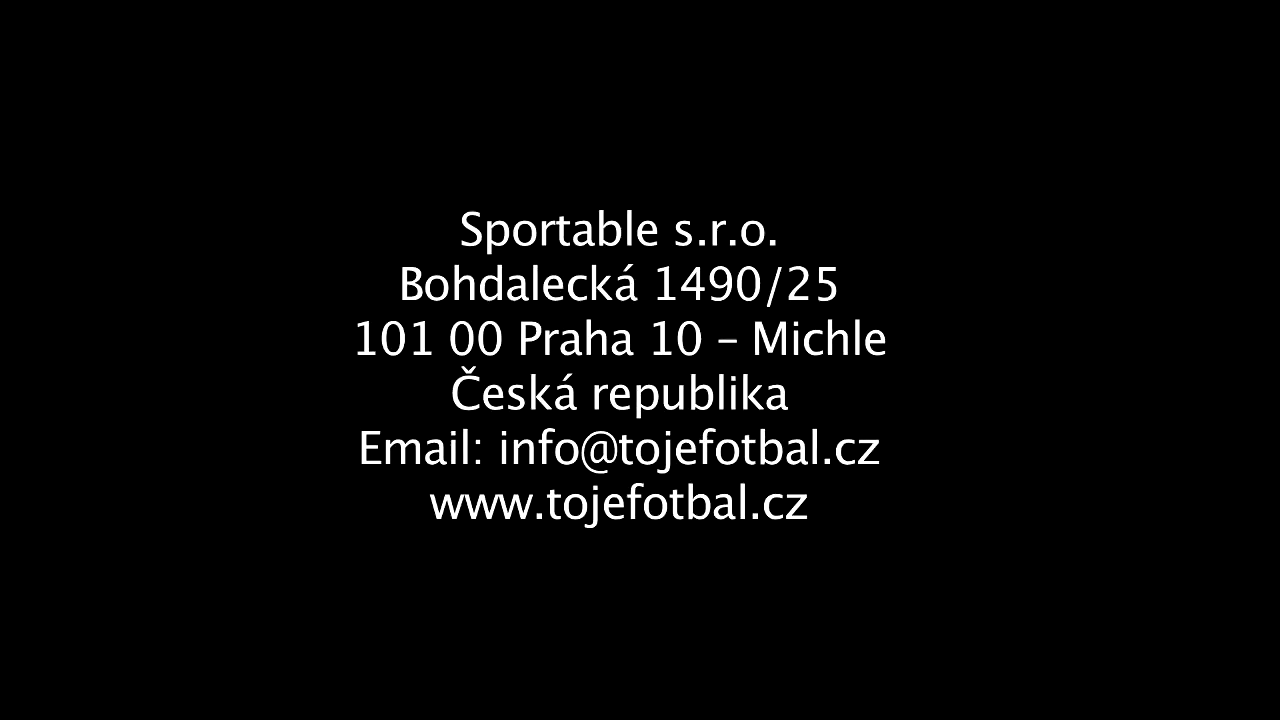 Sportable s.r.o.
Bohdalecká 1490/25
101 00 Praha 10 – Michle
Česká republika
Email: info@tojefotbal.cz
www.tojefotbal.cz